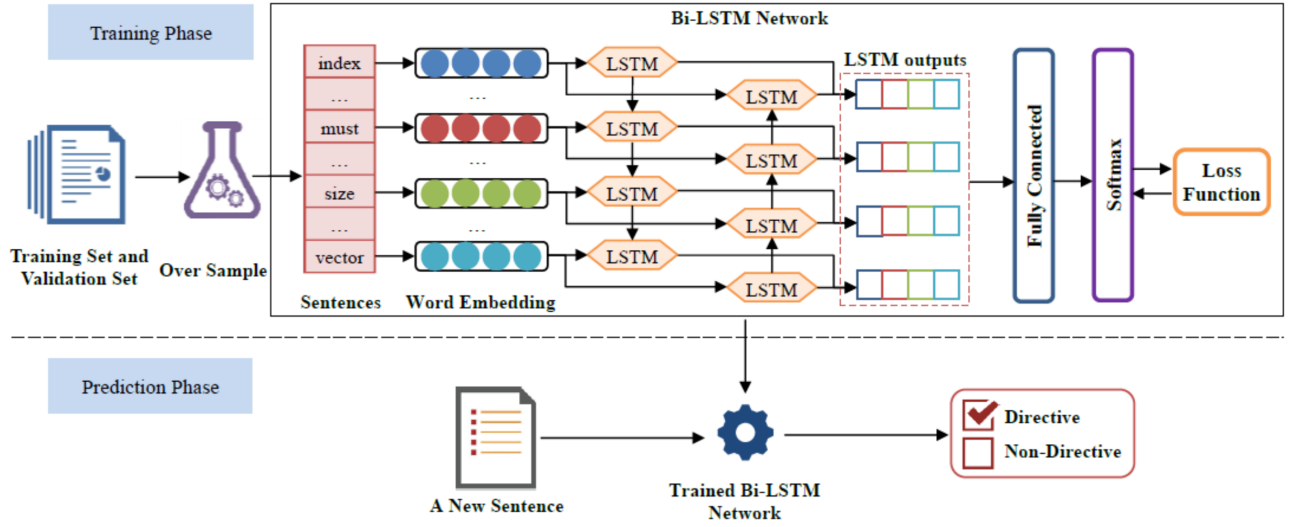 Training Phase
Bi-LSTM Network
index
...
must
...
size
...
vector
...
...
...
LSTM
LSTM
LSTM
LSTM
LSTM
LSTM
LSTM
LSTM
LSTM outputs
Fully Connected
Softmax
Loss
Function
Training Set and
Validation Set
Over Sample
Sentences
Word Embedding
Prediction Phase
A New Sentence
Trained Bi-LSTM
Network
Directive
Non-Directive